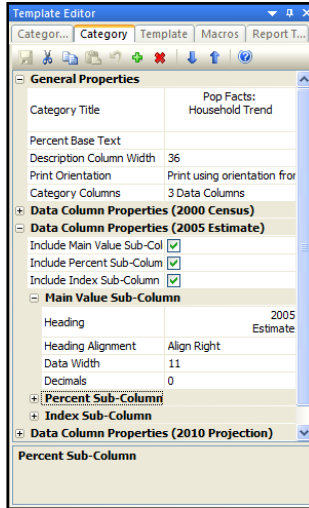 Template Editor
Categor... Category Template Macros Report T...
General Properties
Category Title
Pop Facts:
Household Trend
Percent Base Text
Description Column Width 36
Print Orientation Print using orientation fror
Category Columns 3 Data Columns
Data Column Properties (2000 Census)
Data Column Properties (2005 Estimate)
Include Main Value Sub-Col
Include Percent Sub-Colum
Include Index Sub-Column
Main Value Sub-Column
Heading
2005
Estimate
Heading Alignment Align Right
Data Width 11
Decimals 0
Percent Sub-Column
Index Sub-Column
Data Column Properties (2010 Projection)
Percent Sub-Column